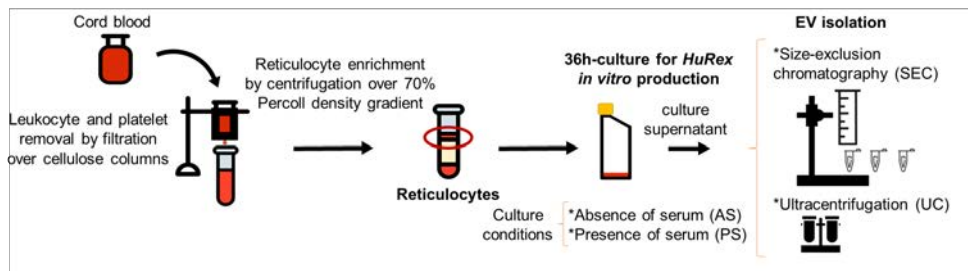 Cord blood
Leukocyte and platelet
removal by filtration
over cellulose columns
Reticulocyte enrichment
by centrifugation over 70%
Percoll density gradient
Reticulocytes
36h-culture for HuRex
in vitro production
culture
supernatant
Culture
conditions
*Absence of serum (AS)
*Presence of serum (PS)
EV isolation
*Size-exclusion
chromatography (SEC)
*Ultracentrifugation (UC)